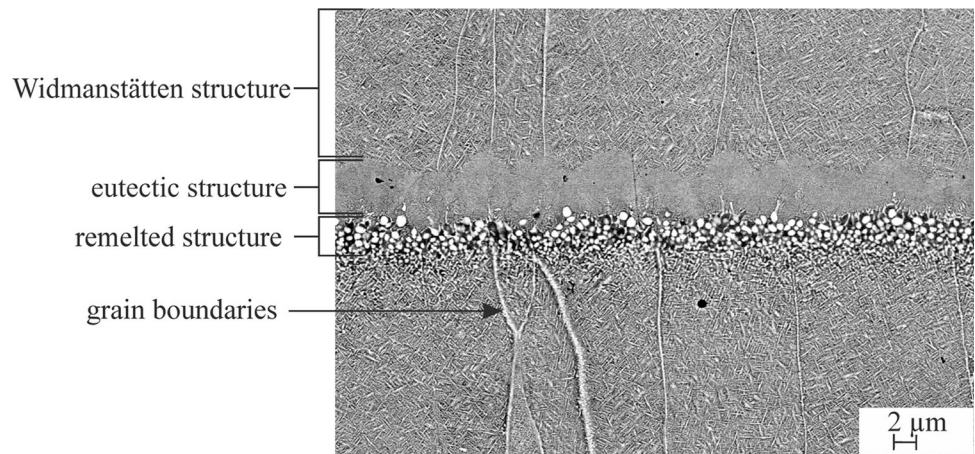 Widmanstätten structure
eutectic structure
remelted structure
grain boundaries
2 µm